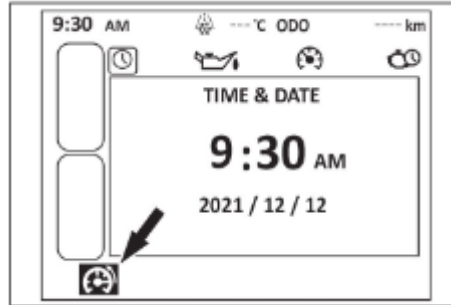 9:30 AM --- °C ODO ---- km
TIME & DATE
9:30 AM
2021 / 12 / 12